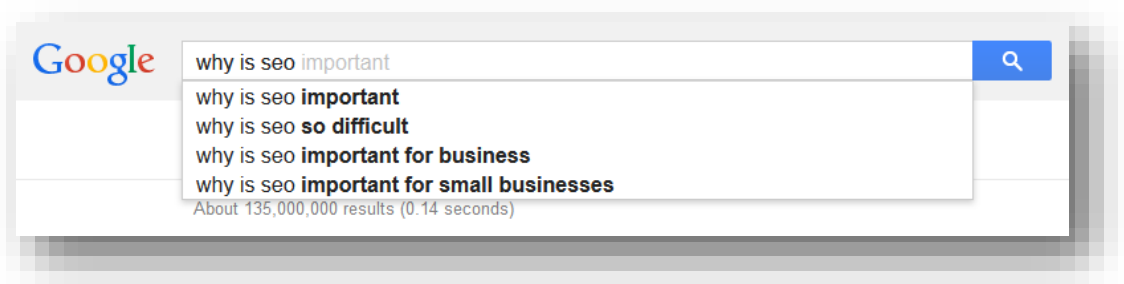 Google
why is seo important
why is seo important
why is seo so difficult
why is seo important for business
why is seo important for small businesses
About 135,000,000 results (0.14 seconds)